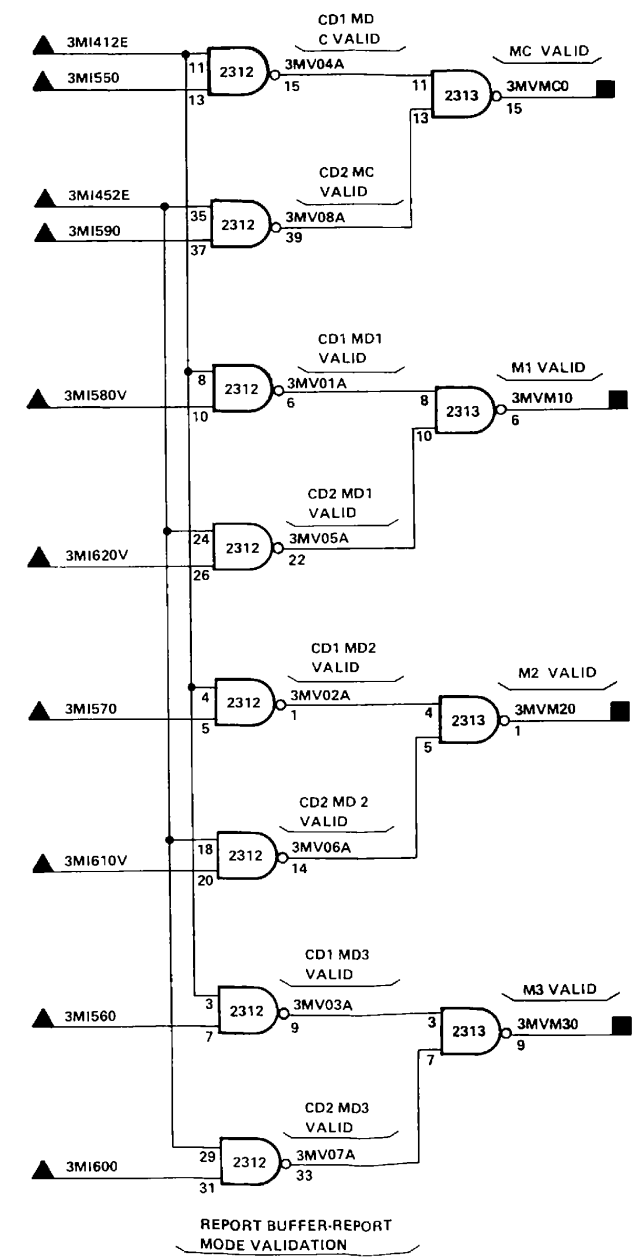 CD1 MD
C VALID
MC VALID
3MI412E
11
2312
3MV04A
15
3MI550
13
11
2313
3MVMC0
15
13
CD2 MC
VALID
3MI452E
35
2312
3MV08A
39
3MI590
37
CD1 MD1
VALID
M1 VALID
8
2312
3MV01A
6
3MI580V
10
8
2313
3MVM10
6
10
CD2 MD1
VALID
24
2312
3MV05A
22
3MI620V
26
CD1 MD2
VALID
M2 VALID
4
2312
3MV02A
1
3MI570
5
4
2313
3MVM20
1
5
CD2 MD 2
VALID
18
2312
3MV06A
14
3MI610V
20
CD1 MD3
VALID
M3 VALID
3
2312
3MV03A
9
3MI560
7
3
2313
3MVM30
9
7
CD2 MD3
VALID
29
2312
3MV07A
33
3MI600
31
REPORT BUFFER-REPORT
MODE VALIDATION